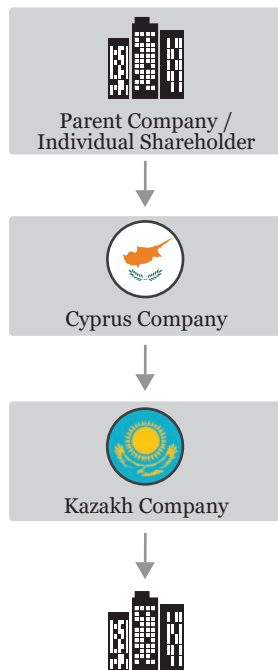 Parent Company /
Individual Shareholder
Cyprus Company
Kazakh Company